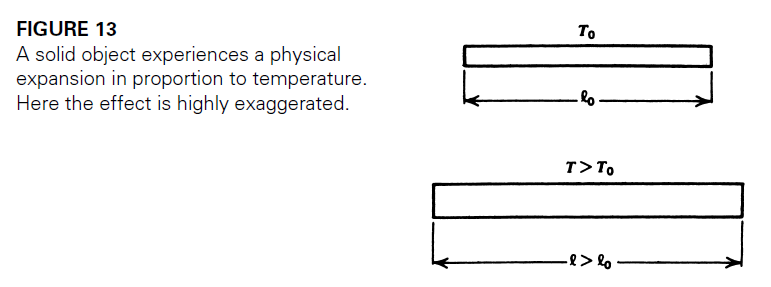 FIGURE 13
A solid object experiences a physical
expansion in proportion to temperature.
Here the effect is highly exaggerated.
T₀
ℓ₀
T > T₀
ℓ > ℓ₀